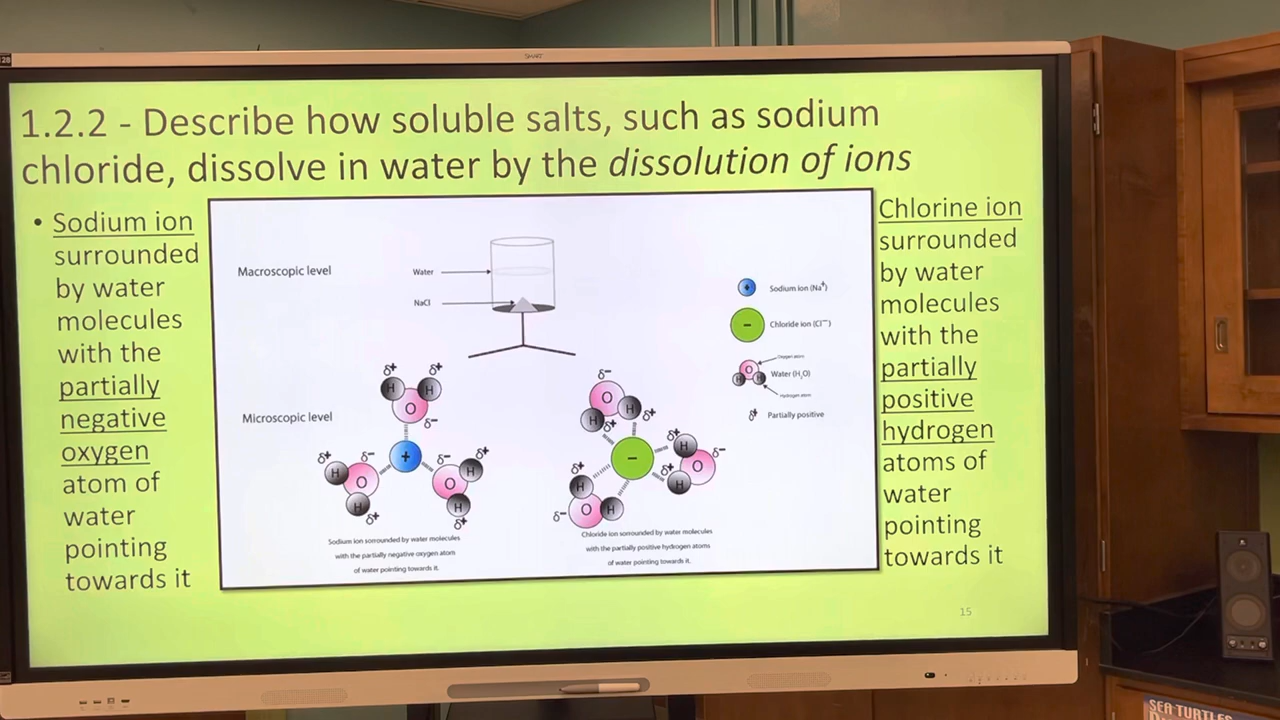 SMART
1.2.2 - Describe how soluble salts, such as sodium
chloride, dissolve in water by the dissolution of ions
• Sodium ion
surrounded
by water
molecules
with the
partially
negative
oxygen
atom of
water
pointing
towards it
Macroscopic level
Water
NaCl
Sodium ion (Na⁺)
Chloride ion (Cl⁻)
Oxygen atom
O
H H
Water (H₂O)
Hydrogen atom
δ+ Partially positive
Microscopic level
δ+ δ+
H H
O
δ-
+
δ+ δ-
H O
H
δ+
δ- δ+
O H
H
δ+
Sodium ion sorrounded by water molecules
with the partially negative oxygen atom
of water pointing towards it.
δ-
O
H H
δ+ δ+
-
δ+
H
δ-
O
δ+
H
δ+
H
δ- O H
Chloride ion sorrounded by water molecules
with the partially positive hydrogen atoms
of water pointing towards it.
Chlorine ion
surrounded
by water
molecules
with the
partially
positive
hydrogen
atoms of
water
pointing
towards it
15
SEA TURTLES